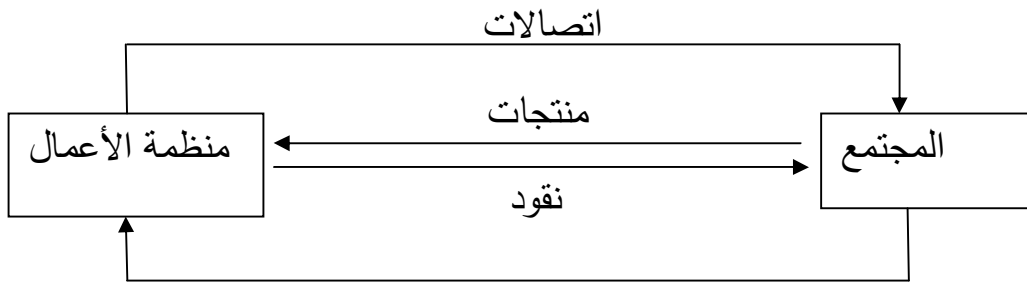 اتصالات
منتجات
منظمة الأعمال
المجتمع
نقود